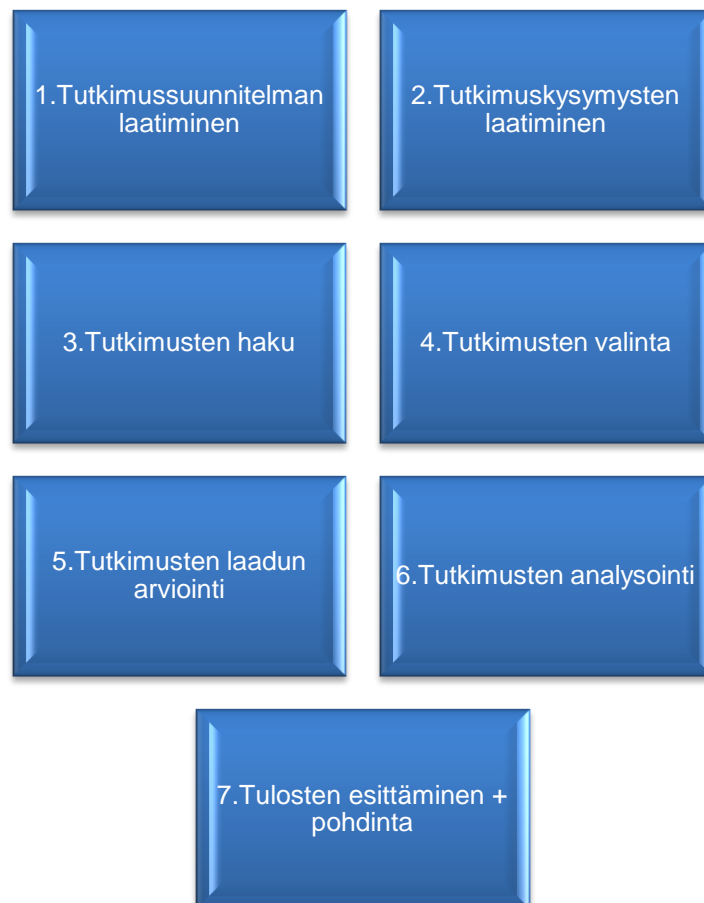 1.Tutkimussuunnitelman
laatiminen
2.Tutkimuskysymysten
laatiminen
3.Tutkimusten haku
4.Tutkimusten valinta
5.Tutkimusten laadun
arviointi
6.Tutkimusten analysointi
7.Tulosten esittäminen +
pohdinta